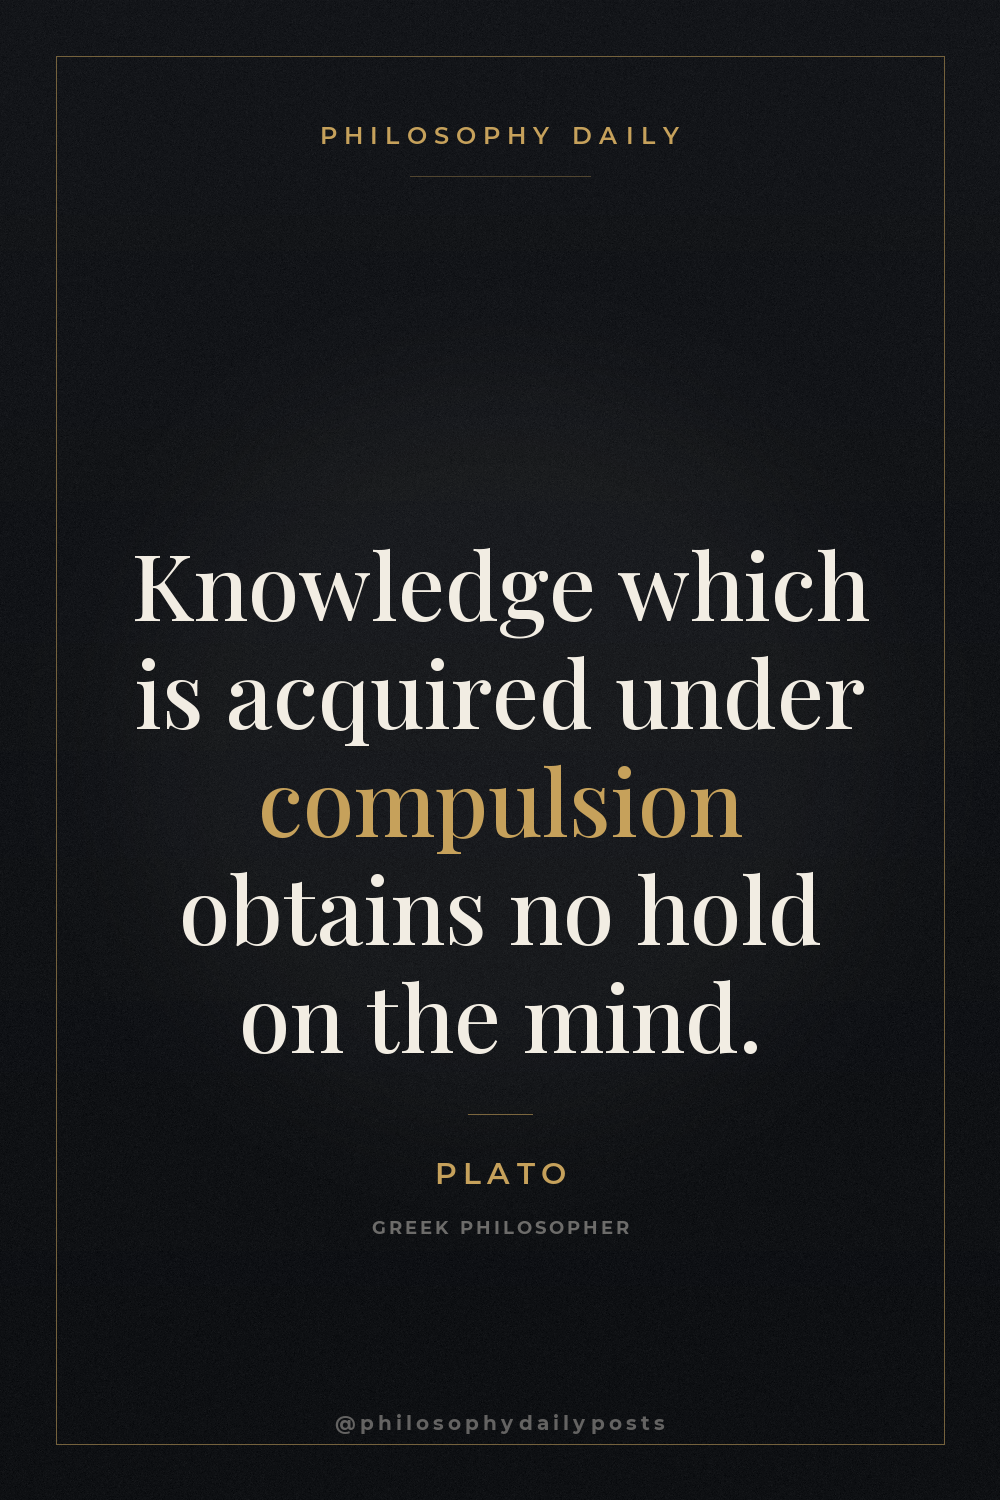 PHILOSOPHY DAILY
Knowledge which
is acquired under
compulsion
obtains no hold
on the mind.
PLATO
GREEK PHILOSOPHER
@philosophydailyposts